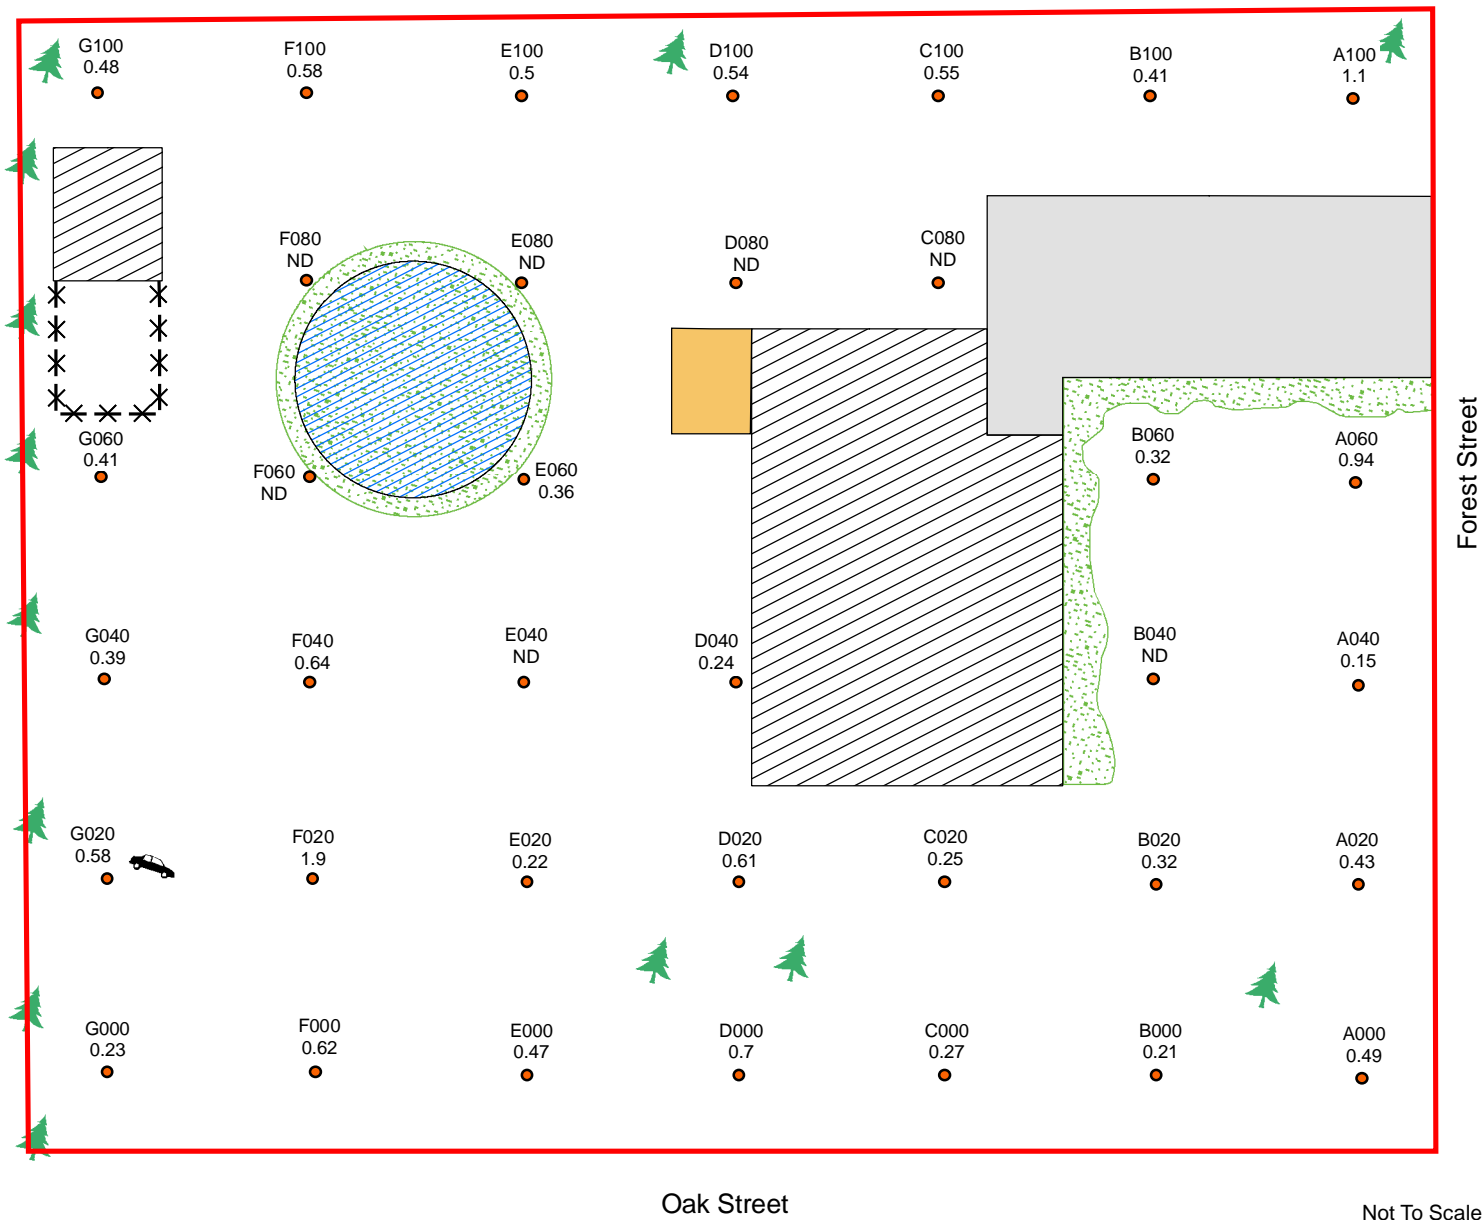 G100
0.48
F100
0.58
E100
0.5
D100
0.54
C100
0.55
B100
0.41
A100
1.1
F080
ND
E080
ND
D080
ND
C080
ND
G060
0.41
F060
ND
E060
0.36
B060
0.32
A060
0.94
Forest Street
G040
0.39
F040
0.64
E040
ND
D040
0.24
B040
ND
A040
0.15
G020
0.58
F020
1.9
E020
0.22
D020
0.61
C020
0.25
B020
0.32
A020
0.43
G000
0.23
F000
0.62
E000
0.47
D000
0.7
C000
0.27
B000
0.21
A000
0.49
Oak Street
Not To Scale